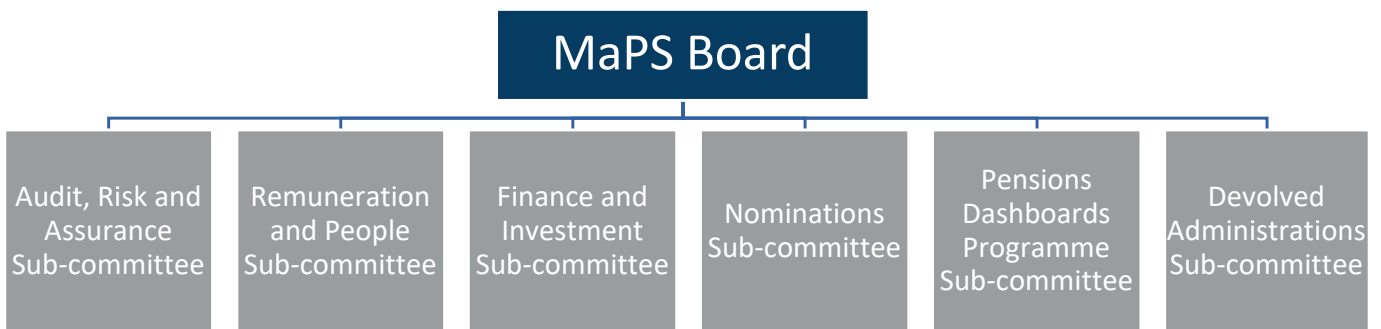 MaPS Board
Audit, Risk and
Assurance
Sub-committee
Remuneration
and People
Sub-committee
Finance and
Investment
Sub-committee
Nominations
Sub-committee
Pensions
Dashboards
Programme
Sub-committee
Devolved
Administrations
Sub-committee